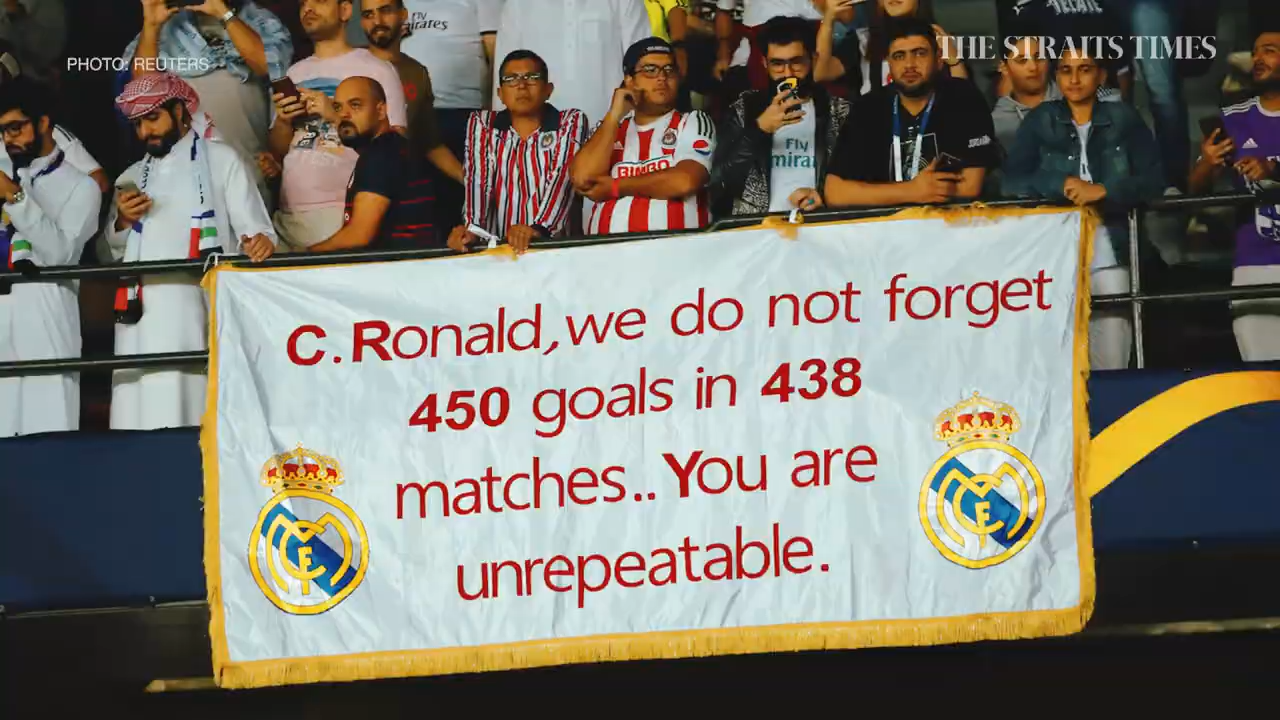 PHOTO: REUTERS
THE STRAITS TIMES
Emirates
BIMBO
Fly
C.Ronald,we do not forget
450 goals in 438
matches..You are
unrepeatable.